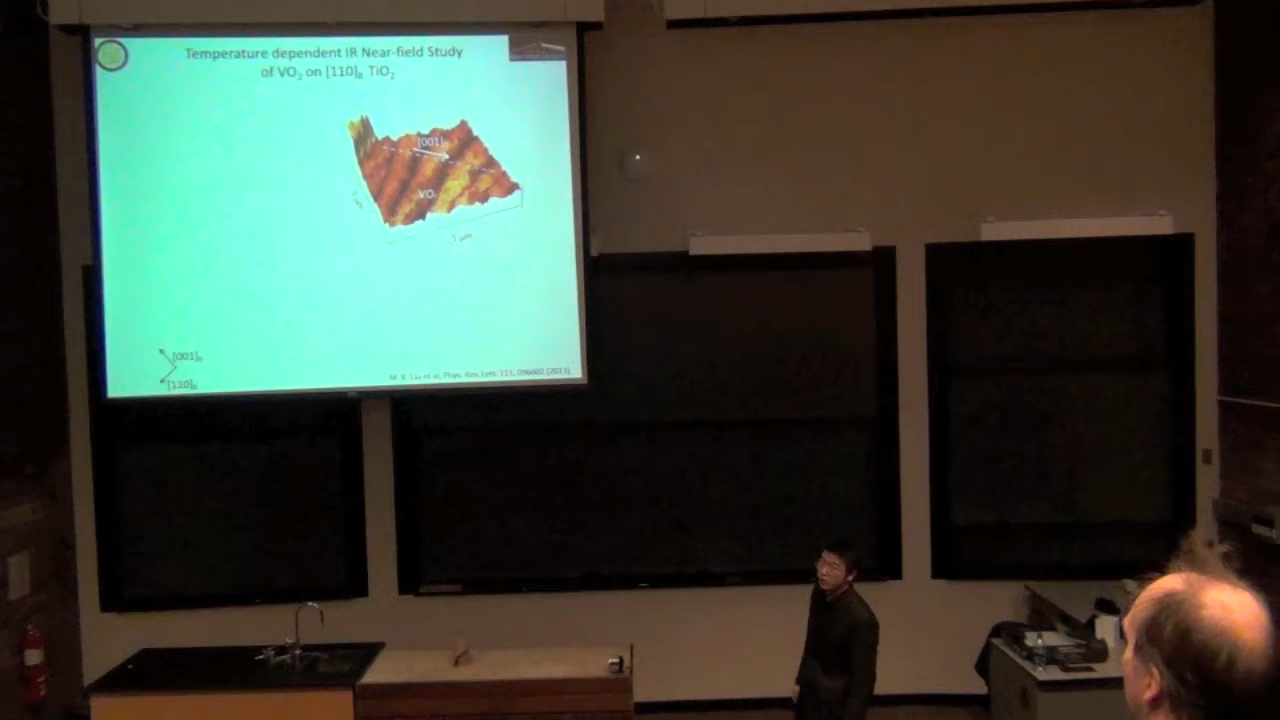 Temperature dependent IR Near-field Study
of VO₂ on [110]R TiO₂
[001]
VO
5 μm
[001]R
[110]R
M. K. Liu et al, Phys. Rev. Lett. 111, 096602 (2013)